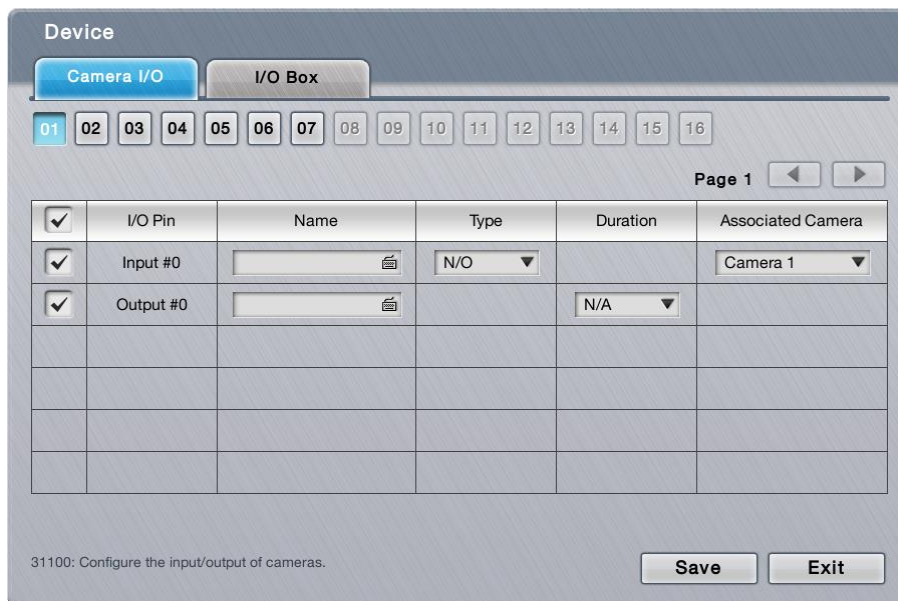 Device
Camera I/O I/O Box
01 02 03 04 05 06 07 08 09 10 11 12 13 14 15 16
Page 1
I/O Pin Name Type Duration Associated Camera
Input #0 N/O Camera 1
Output #0 N/A
31100: Configure the input/output of cameras.
Save Exit